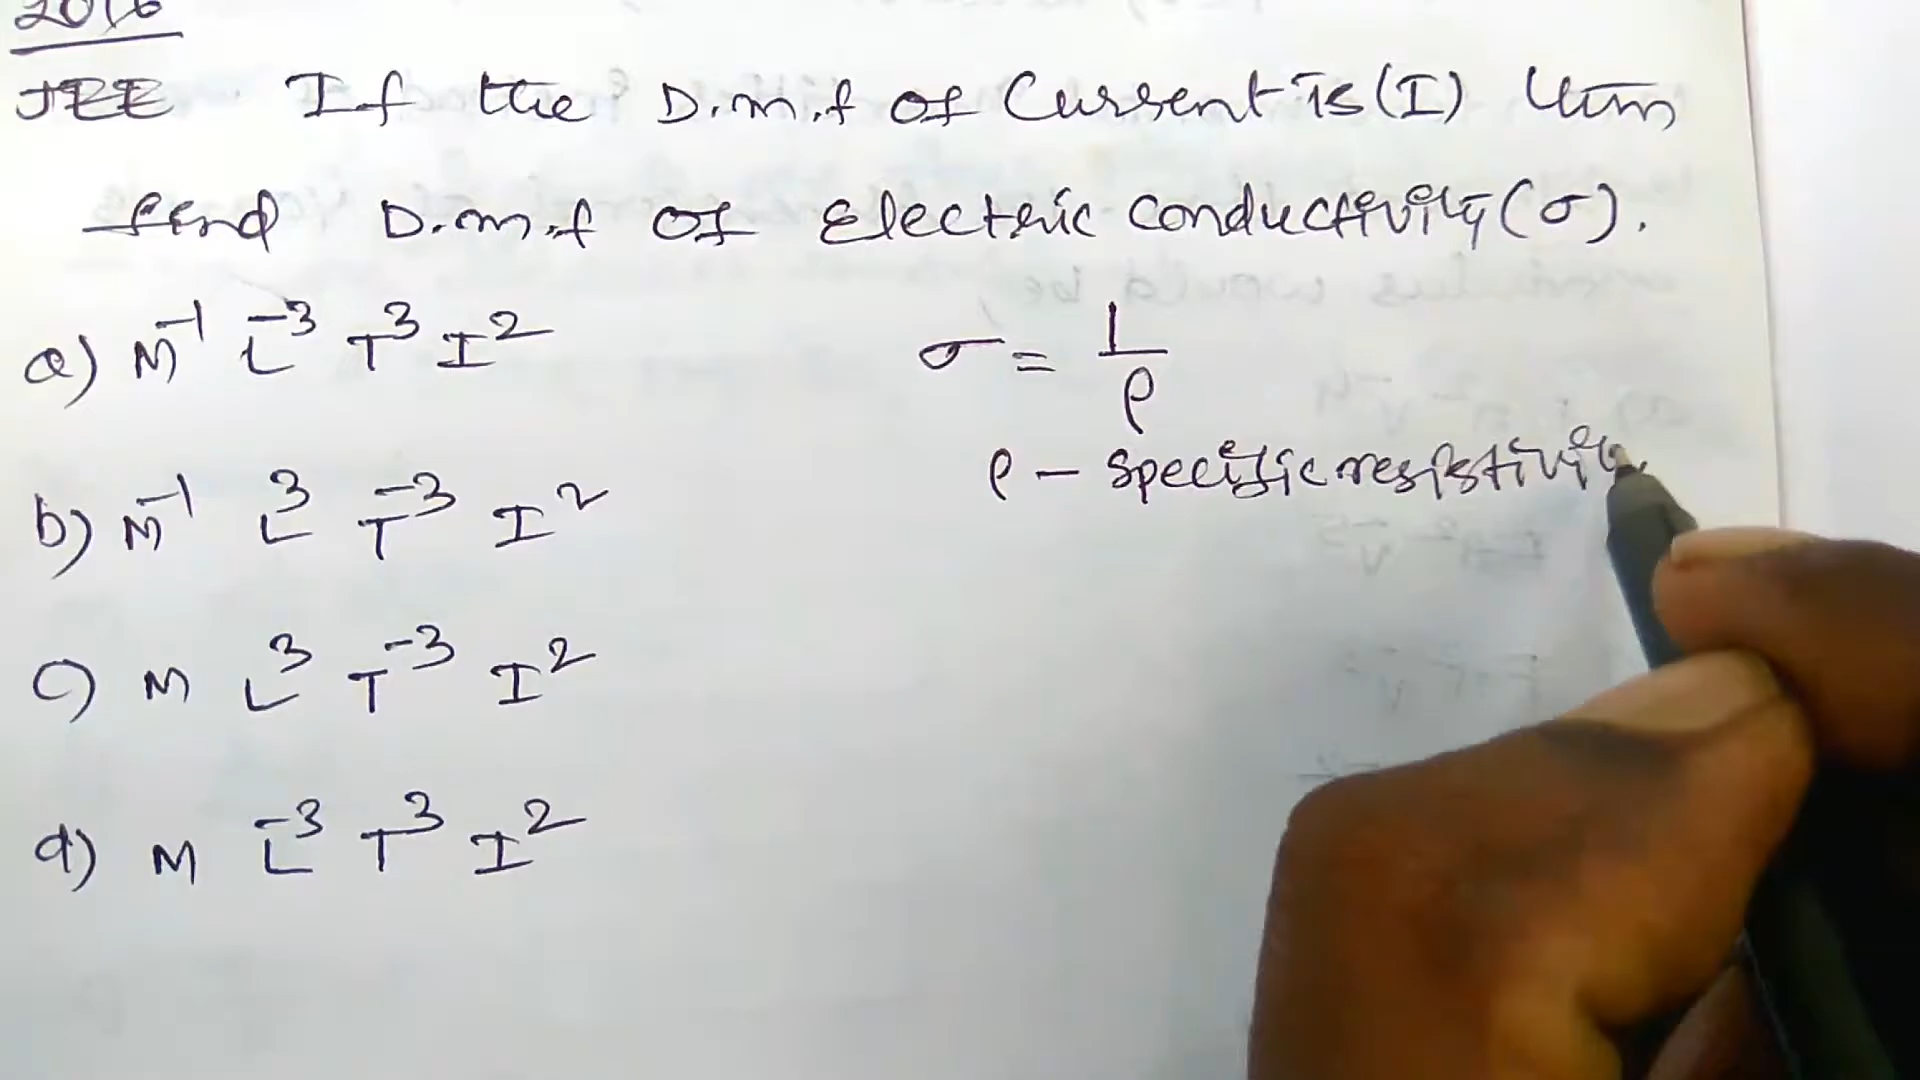 2016
JEE If the D.m.f of Current is (I) then
find D.m.f of Electric conductivity (σ).
a) M⁻¹ L⁻³ T³ I²
σ = 1/ρ
ρ - specific resistivity
b) M⁻¹ L³ T⁻³ I²
c) M L³ T⁻³ I²
d) M L⁻³ T³ I²